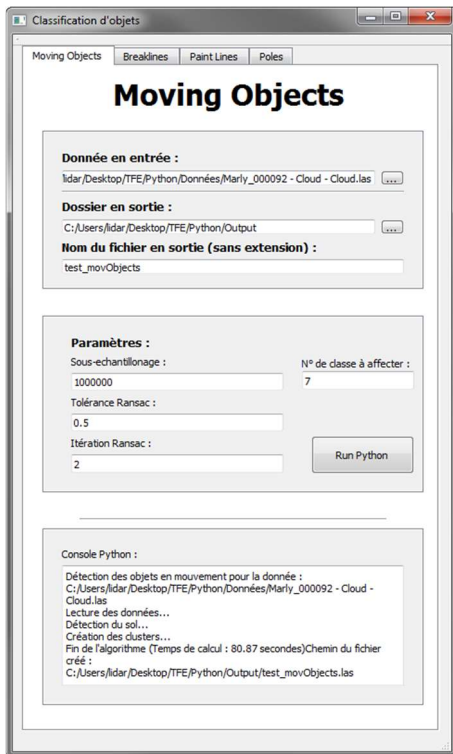 Classification d'objets
Moving Objects
Breaklines
Paint Lines
Poles
Moving Objects
Donnée en entrée :
lidar/Desktop/TFE/Python/Données/Marly_000092 - Cloud - Cloud.las
...
Dossier en sortie :
C:/Users/lidar/Desktop/TFE/Python/Output
...
Nom du fichier en sortie (sans extension) :
test_movObjects
Paramètres :
Sous-echantillonage :
N° de classe à affecter :
1000000
7
Tolérance Ransac :
0.5
Itération Ransac :
2
Run Python
Console Python :
Détection des objets en mouvement pour la donnée :
C:/Users/lidar/Desktop/TFE/Python/Données/Marly_000092 - Cloud -
Cloud.las
Lecture des données...
Détection du sol...
Création des clusters...
Fin de l'algorithme (Temps de calcul : 80.87 secondes)Chemin du fichier
créé :
C:/Users/lidar/Desktop/TFE/Python/Output/test_movObjects.las